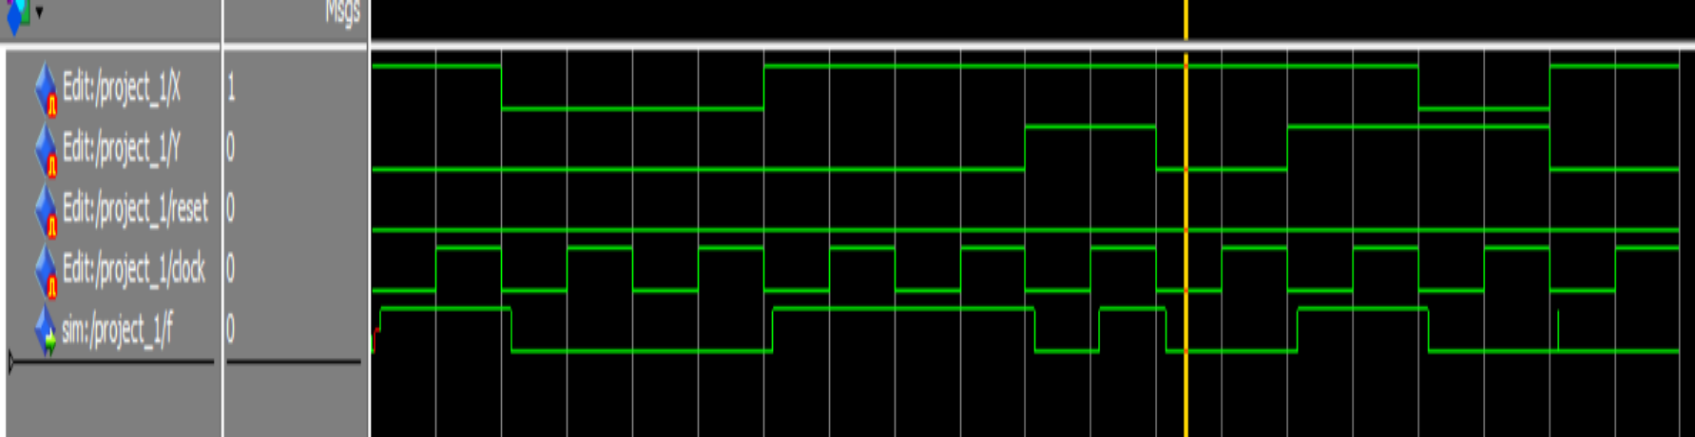 Msgs
Edit:/project_1/X 1
Edit:/project_1/Y 0
Edit:/project_1/reset 0
Edit:/project_1/clock 0
sim:/project_1/f 0